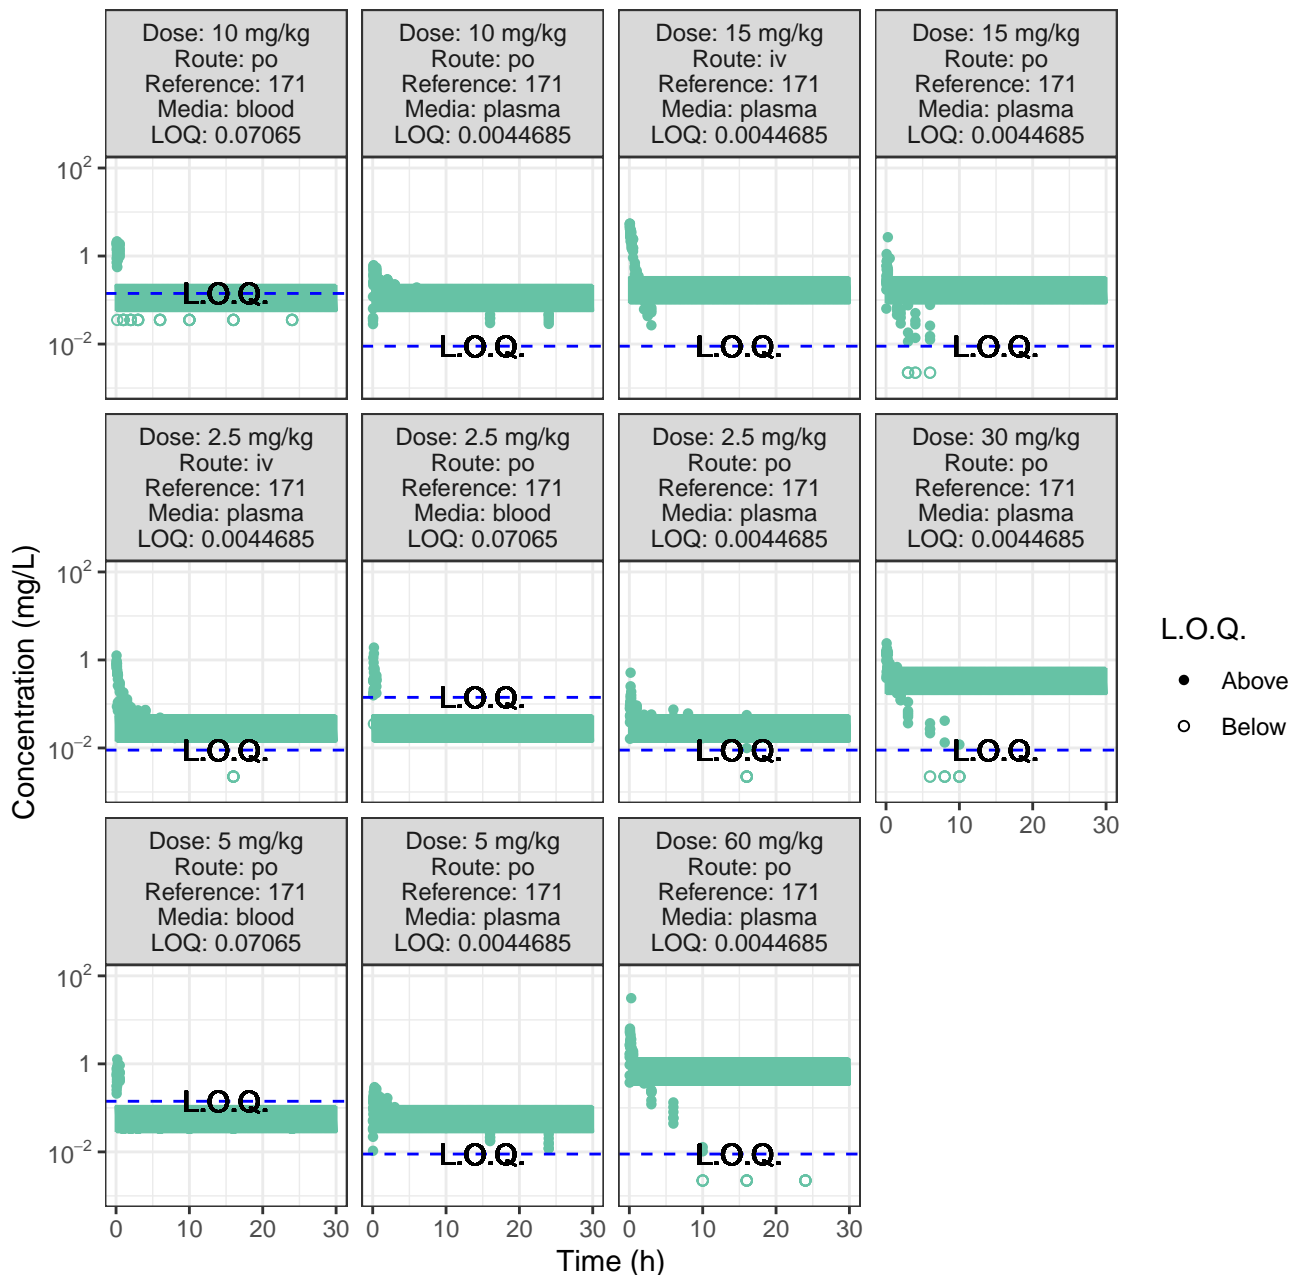 Dose: 10 mg/kg
Route: po
Reference: 171
Media: blood
LOQ: 0.07065
Dose: 10 mg/kg
Route: po
Reference: 171
Media: plasma
LOQ: 0.0044685
Dose: 15 mg/kg
Route: iv
Reference: 171
Media: plasma
LOQ: 0.0044685
Dose: 15 mg/kg
Route: po
Reference: 171
Media: plasma
LOQ: 0.0044685
10²
1
10⁻²
L.O.Q.
L.O.Q.
L.O.Q.
L.O.Q.
Dose: 2.5 mg/kg
Route: iv
Reference: 171
Media: plasma
LOQ: 0.0044685
Dose: 2.5 mg/kg
Route: po
Reference: 171
Media: blood
LOQ: 0.07065
Dose: 2.5 mg/kg
Route: po
Reference: 171
Media: plasma
LOQ: 0.0044685
Dose: 30 mg/kg
Route: po
Reference: 171
Media: plasma
LOQ: 0.0044685
10²
1
10⁻²
L.O.Q.
L.O.Q.
L.O.Q.
L.O.Q.
0 10 20 30
Dose: 5 mg/kg
Route: po
Reference: 171
Media: blood
LOQ: 0.07065
Dose: 5 mg/kg
Route: po
Reference: 171
Media: plasma
LOQ: 0.0044685
Dose: 60 mg/kg
Route: po
Reference: 171
Media: plasma
LOQ: 0.0044685
10²
1
10⁻²
L.O.Q.
L.O.Q.
L.O.Q.
0 10 20 30
0 10 20 30
0 10 20 30
Time (h)
Concentration (mg/L)
L.O.Q.
Above
Below